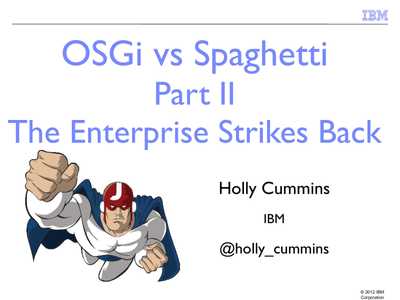 IBM
OSGi vs Spaghetti
Part II
The Enterprise Strikes Back
J
Holly Cummins
IBM
@holly_cummins
© 2012 IBM
Corporation